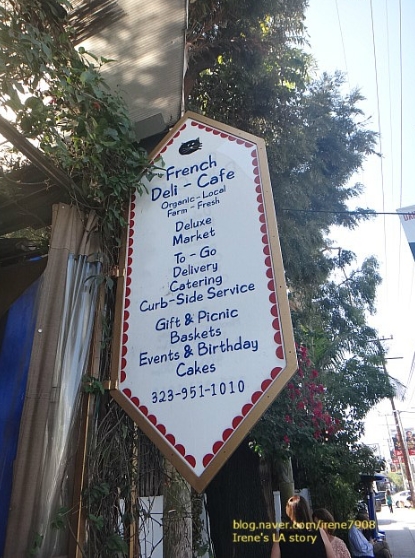 French
Deli - Cafe
Organic - Local
Farm - Fresh
Deluxe
Market
To - Go
Delivery
Catering
Curb-Side Service
Gift & Picnic
Baskets
Events & Birthday
Cakes
323-951-1010
blog.naver.com/irene7908
Irene's LA story